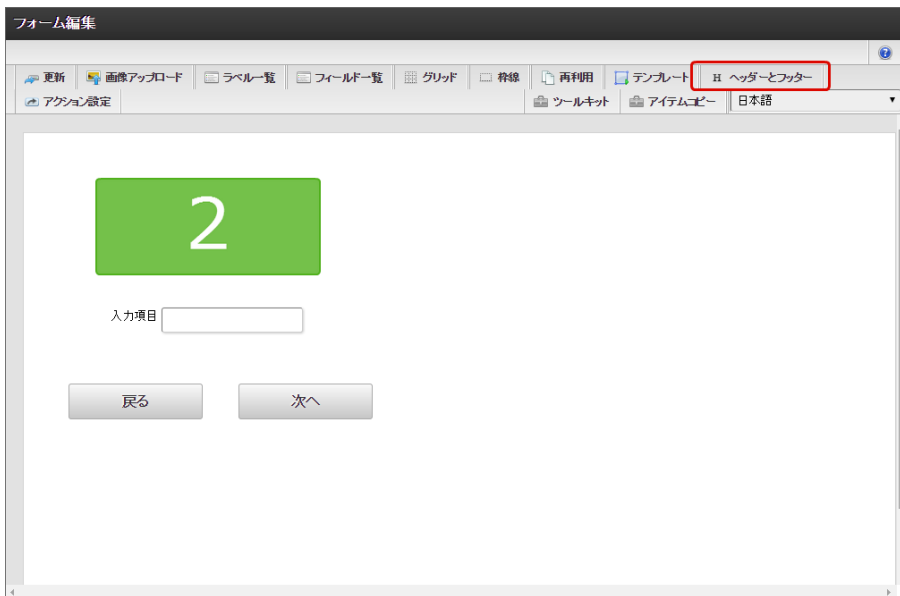 フォーム編集
更新 画像アップロード ラベル一覧 フィールド一覧 グリッド 枠線 再利用 テンプレート H ヘッダーとフッター
アクション設定 ツールキット アイテムコピー 日本語
2
入力項目
戻る 次へ